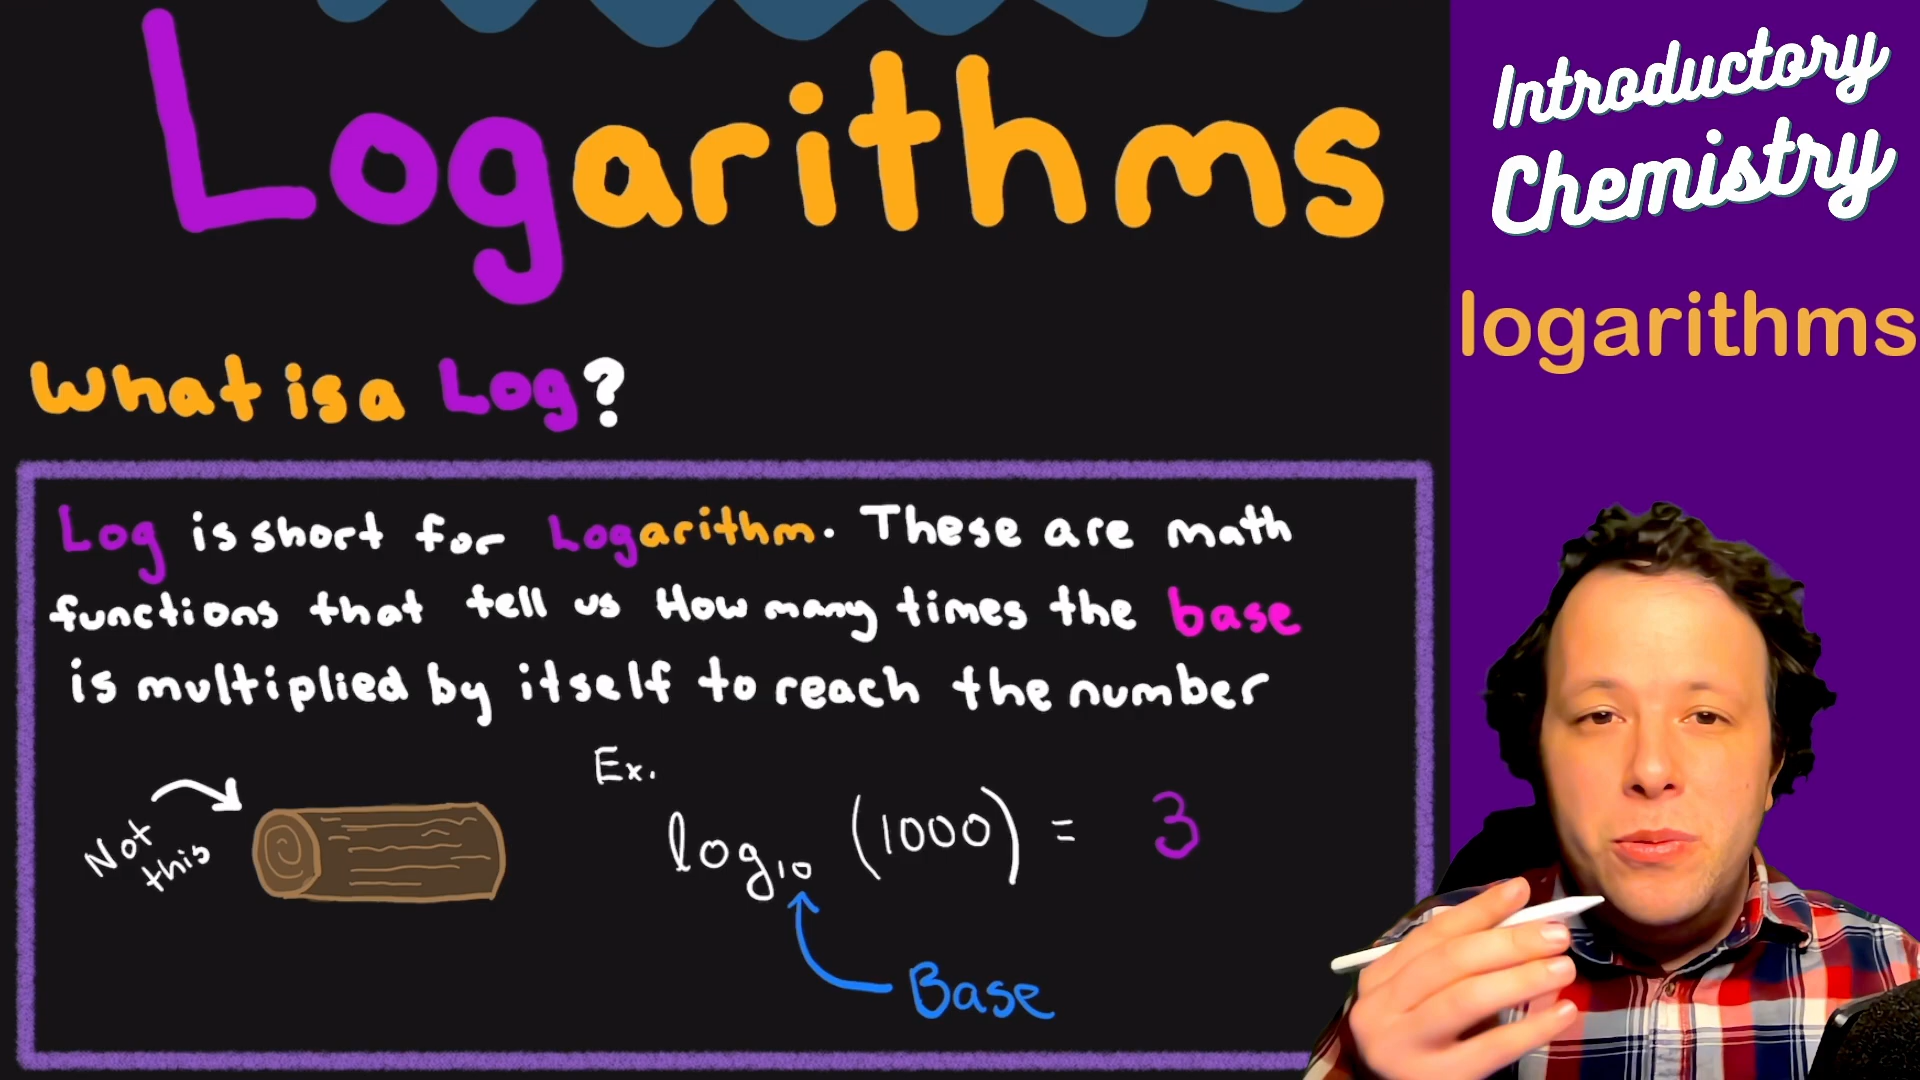 Logarithms
What is a Log?
Log is short for Logarithm. These are math
functions that tell us How many times the base
is multiplied by itself to reach the number
Not
this
Ex.
log₁₀ (1000) = 3
Base
Introductory
Chemistry
logarithms